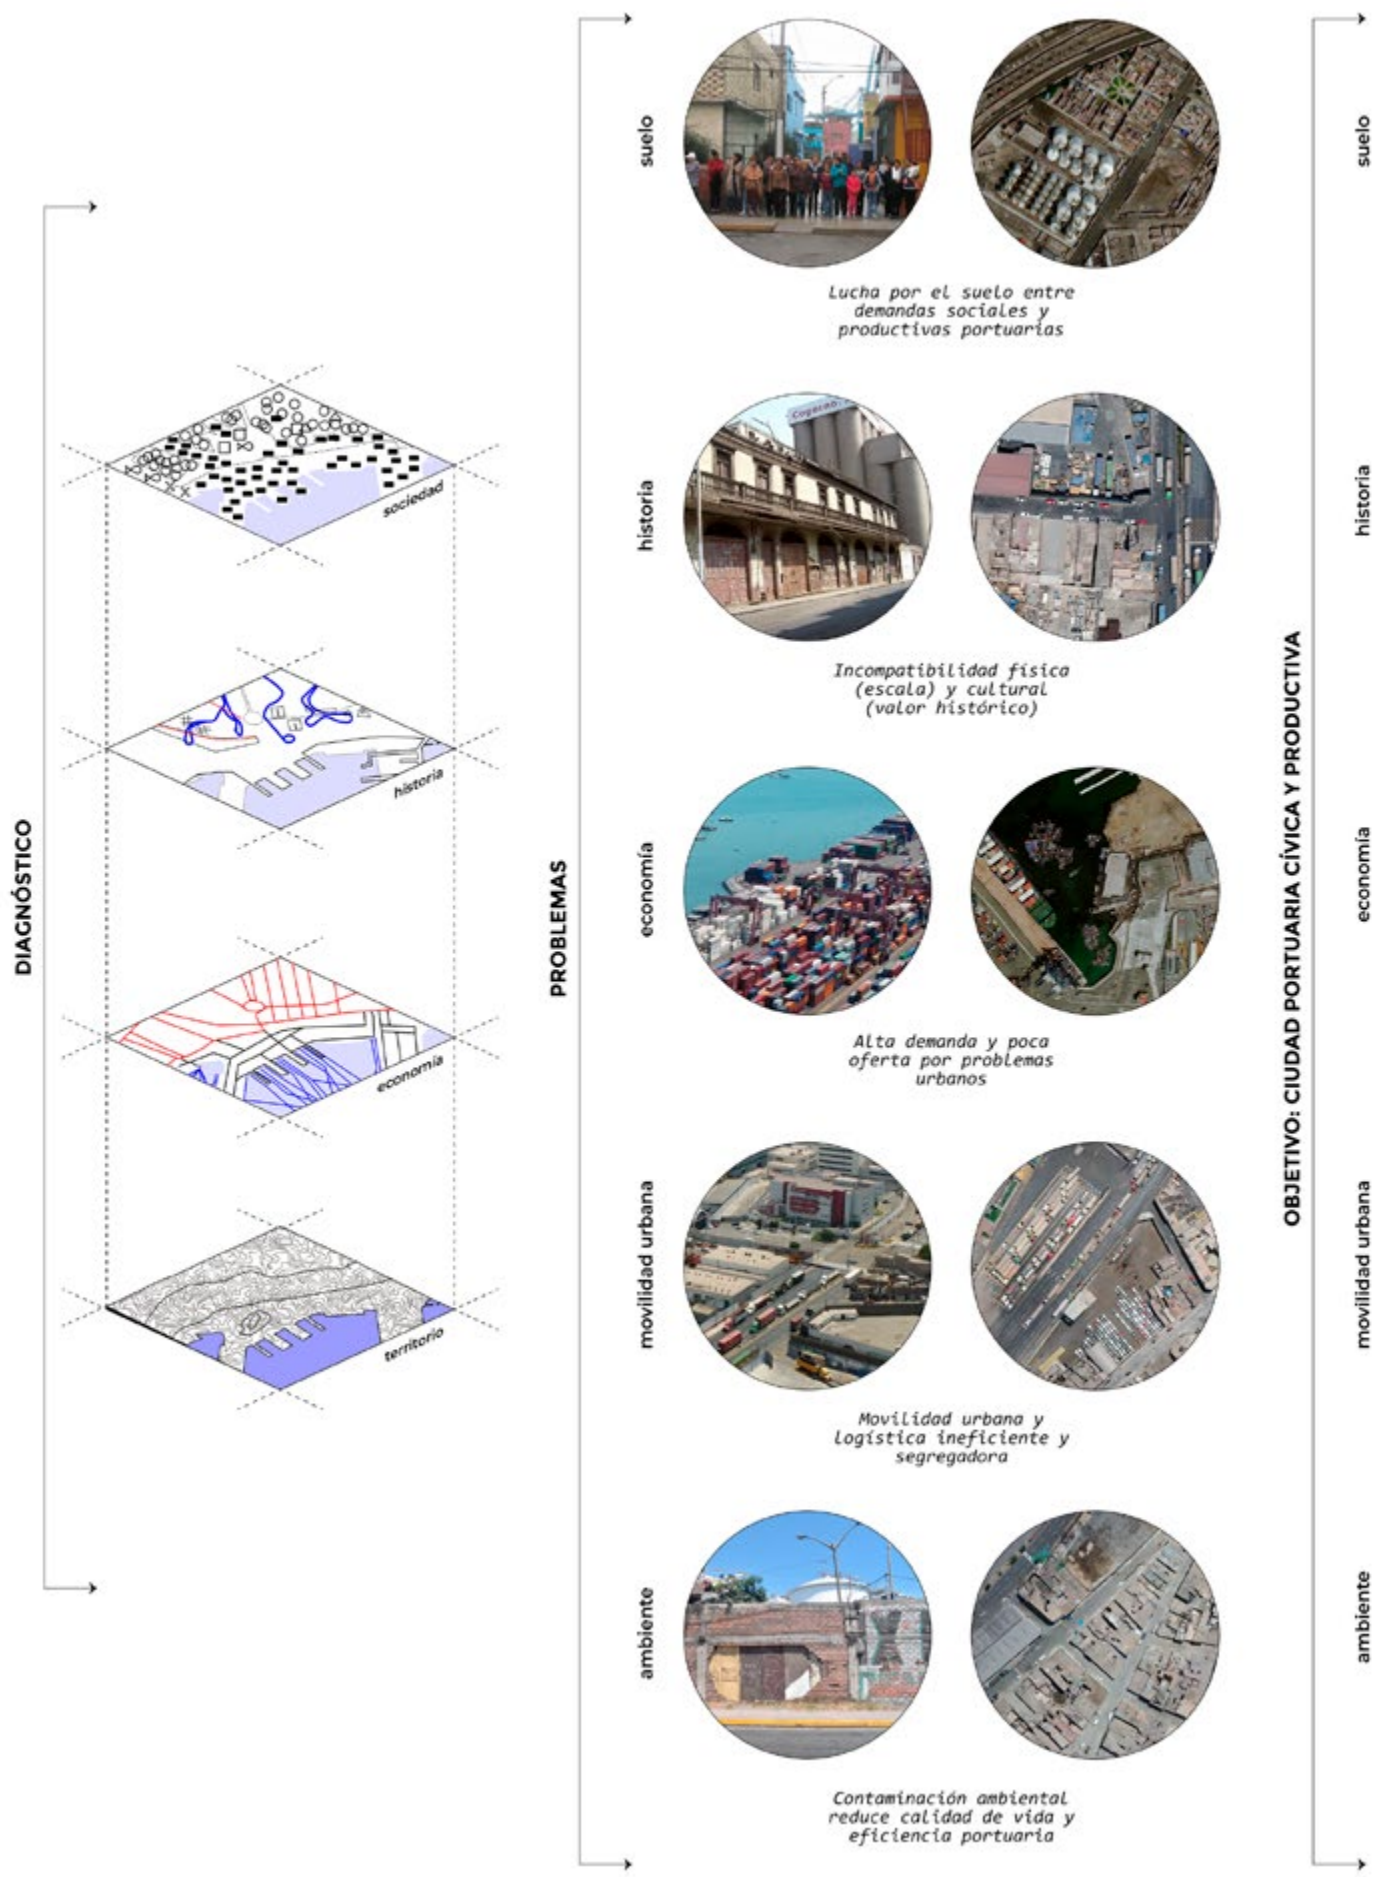 DIAGNÓSTICO
sociedad
historia
economía
territorio
PROBLEMAS
suelo
Lucha por el suelo entre
demandas sociales y
productivas portuarias
historia
Incompatibilidad física
(escala) y cultural
(valor histórico)
economía
Alta demanda y poca
oferta por problemas
urbanos
movilidad urbana
Movilidad urbana y
logística ineficiente y
segregadora
ambiente
Contaminación ambiental
reduce calidad de vida y
eficiencia portuaria
OBJETIVO: CIUDAD PORTUARIA CÍVICA Y PRODUCTIVA
suelo
historia
economía
movilidad urbana
ambiente